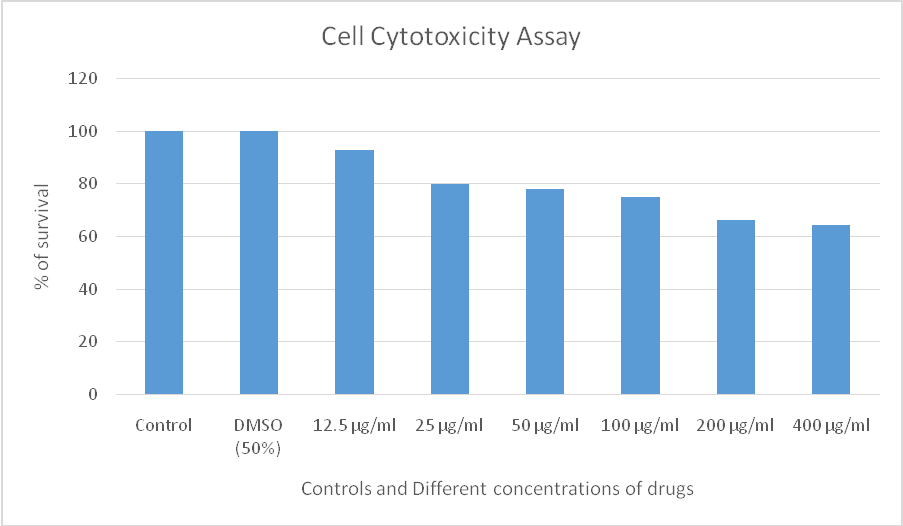 Cell Cytotoxicity Assay
120
100
80
60
40
20
0
% of survival
Control
DMSO
(50%)
12.5 µg/ml
25 µg/ml
50 µg/ml
100 µg/ml
200 µg/ml
400 µg/ml
Controls and Different concentrations of drugs